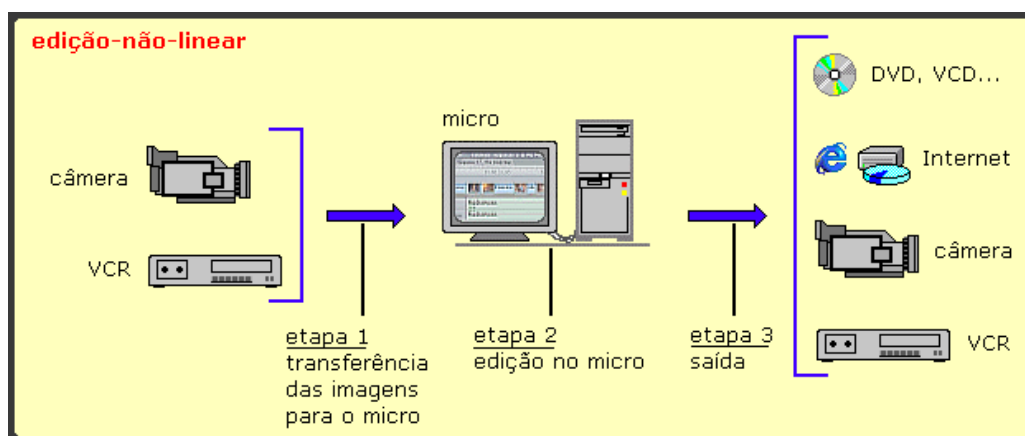 edição-não-linear
câmera
VCR
micro
etapa 1
transferência
das imagens
para o micro
etapa 2
edição no micro
etapa 3
saída
DVD, VCD...
Internet
câmera
VCR